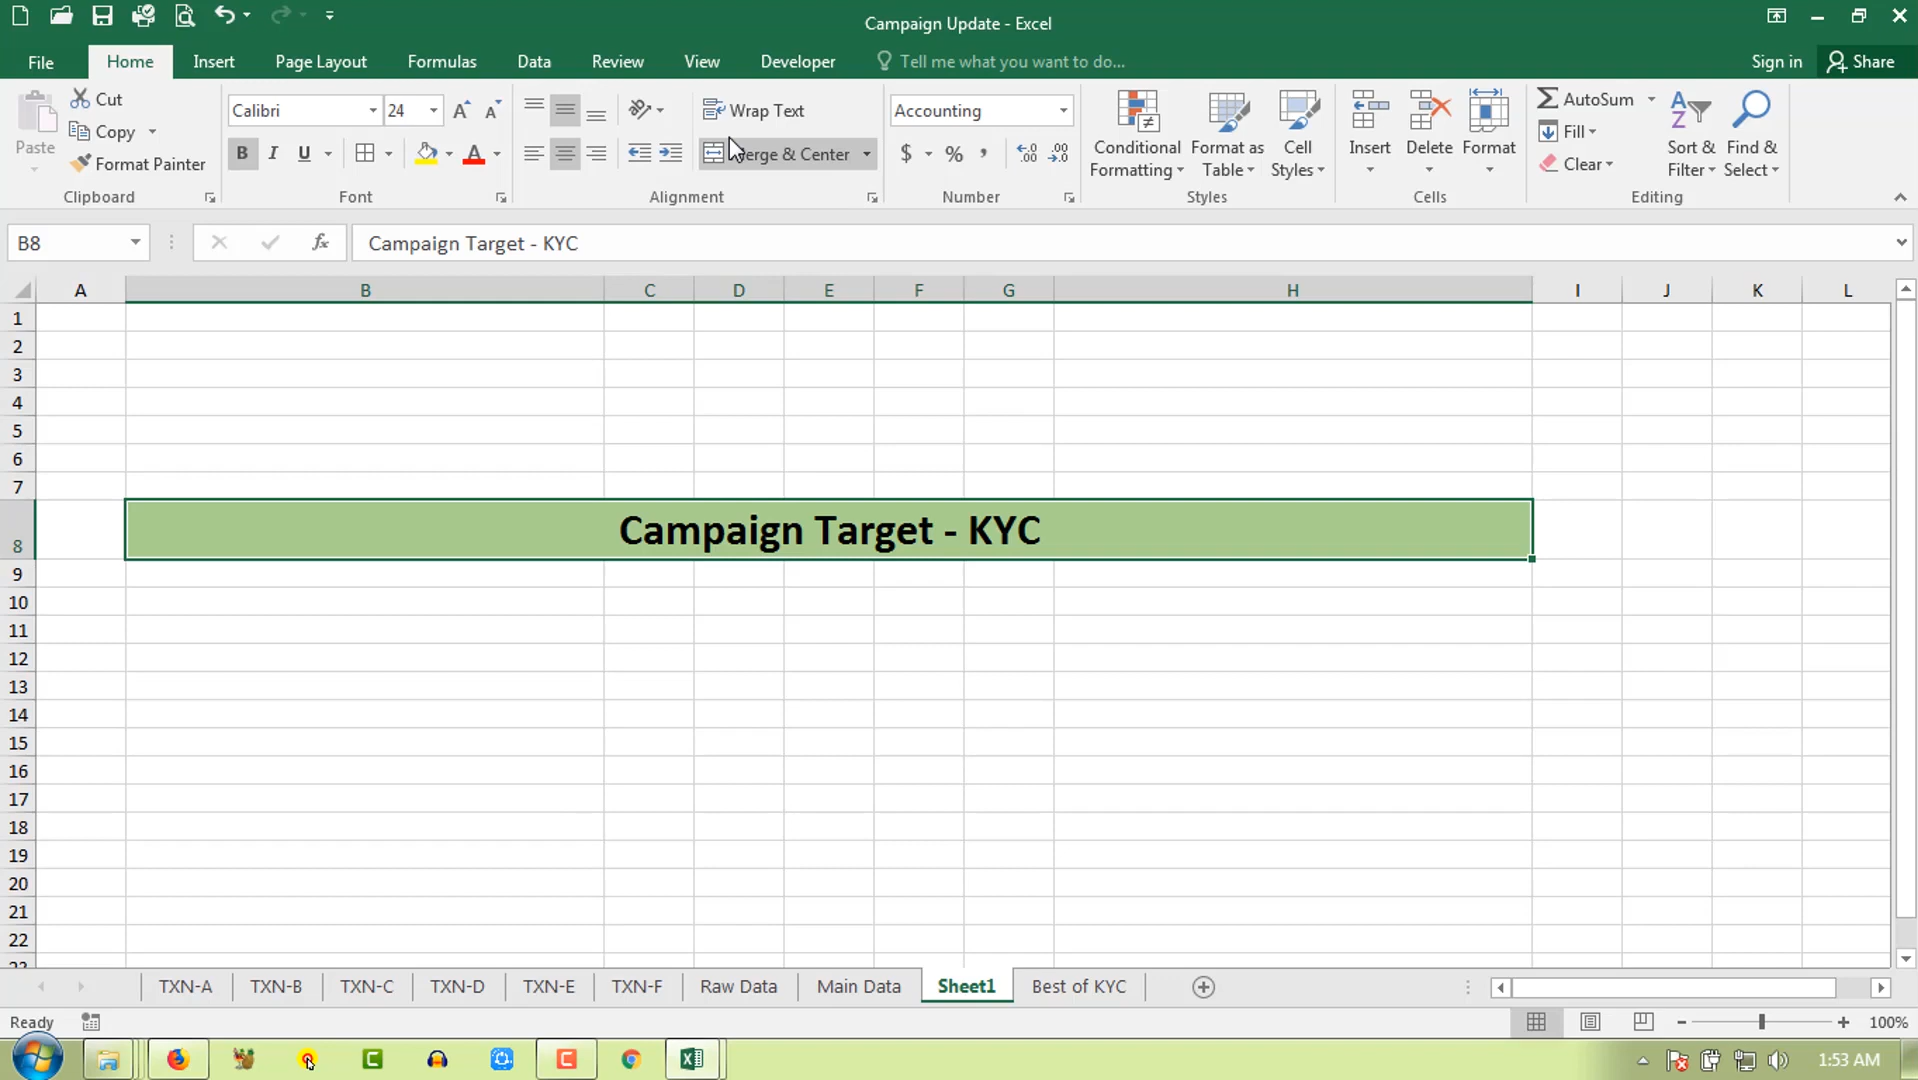 Campaign Update - Excel
File Home Insert Page Layout Formulas Data Review View Developer Tell me what you want to do... Sign in Share
Paste
Cut
Copy
Format Painter
Clipboard
Calibri 24
B I U A
Font
Wrap Text
Merge & Center
Alignment
Accounting
$ % ,
Number
Conditional Formatting
Format as Table
Cell Styles
Styles
Insert
Delete
Format
Cells
AutoSum
Fill
Clear
Sort & Filter
Find & Select
Editing
B8 fx Campaign Target - KYC
A B C D E F G H I J K L
1
2
3
4
5
6
7
8 Campaign Target - KYC
9
10
11
12
13
14
15
16
17
18
19
20
21
22
TXN-A TXN-B TXN-C TXN-D TXN-E TXN-F Raw Data Main Data Sheet1 Best of KYC
Ready 100%
1:53 AM